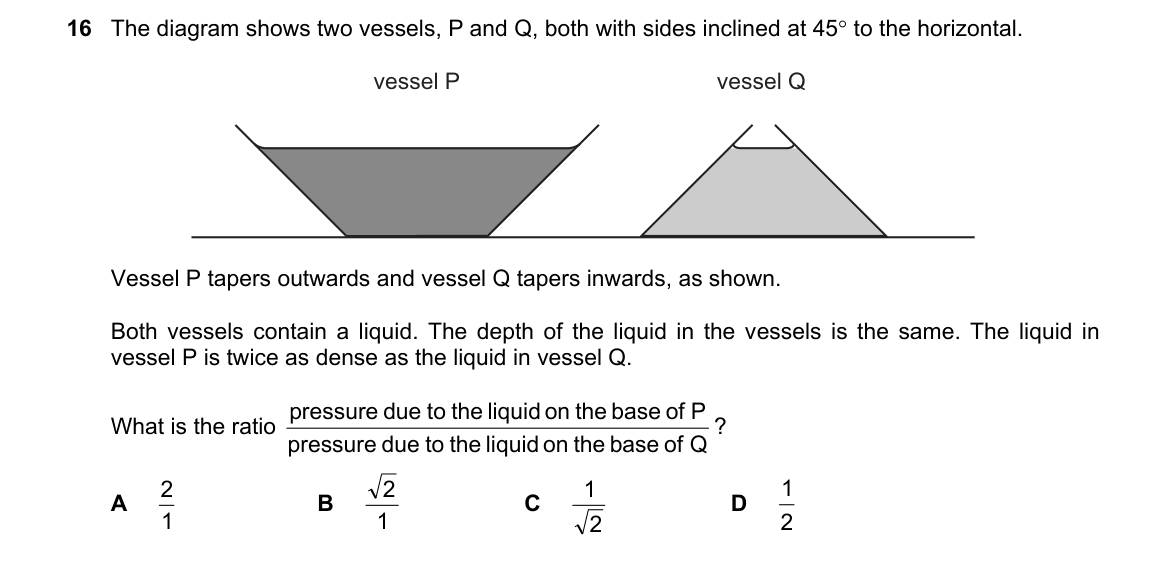 16 The diagram shows two vessels, P and Q, both with sides inclined at 45° to the horizontal.
vessel P vessel Q
Vessel P tapers outwards and vessel Q tapers inwards, as shown.
Both vessels contain a liquid. The depth of the liquid in the vessels is the same. The liquid in
vessel P is twice as dense as the liquid in vessel Q.
pressure due to the liquid on the base of P
What is the ratio ?
pressure due to the liquid on the base of Q
A 2/1 B √2/1 C 1/√2 D 1/2